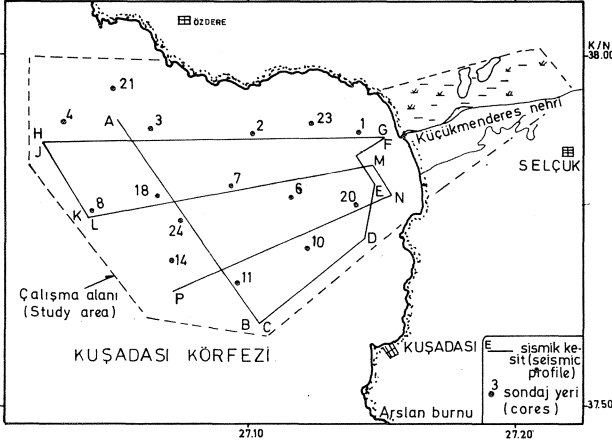 ÖZDERE
K/N
38.00
21
4
A
3
2
23
1
H
G
J
F
Küçükmenderes nehri
M
SELÇUK
7
18
6
E
N
8
K
L
20
24
D
10
14
11
P
Çalışma alanı
(Study area)
B
C
KUŞADASI KÖRFEZİ
KUŞADASI
E sismik ke-
sit (seismic
profile)
3 sondaj yeri
(cores)
Arslan burnu
37.50
27.10
27.20